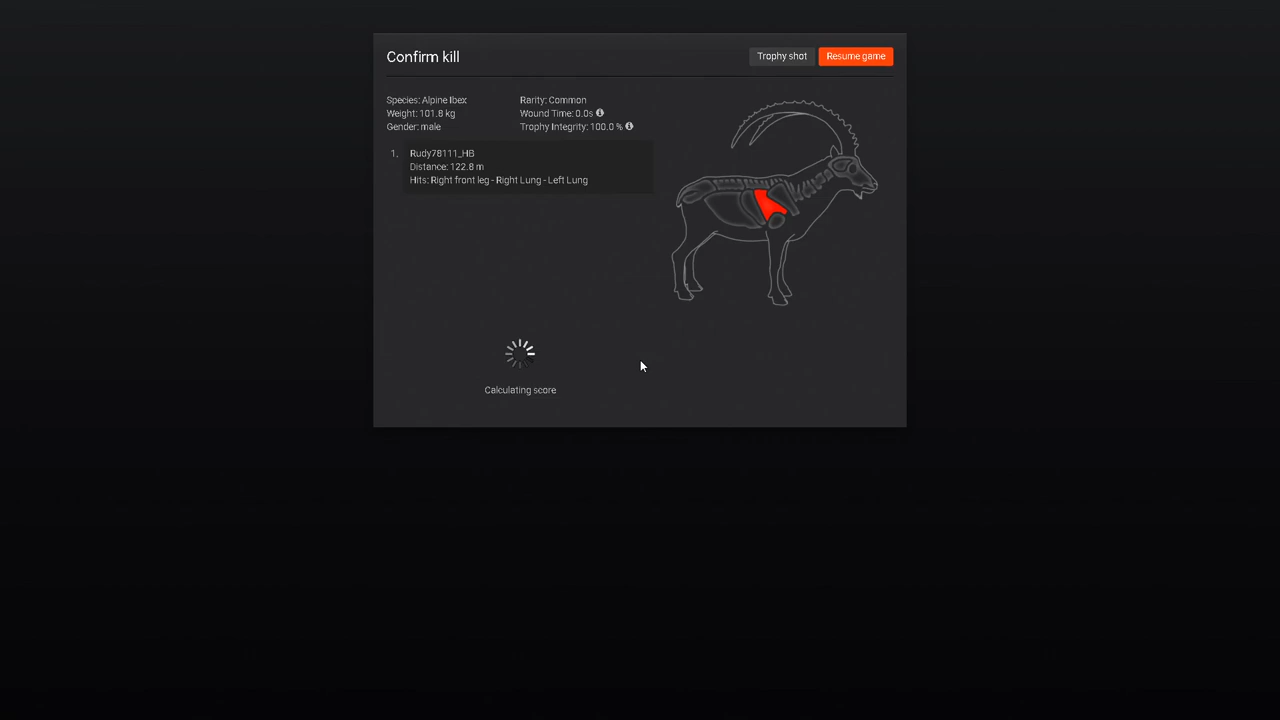 Confirm kill
Trophy shot
Resume game
Species: Alpine Ibex
Weight: 101.8 kg
Gender: male
Rarity: Common
Wound Time: 0.0s
Trophy Integrity: 100.0 %
1. Rudy78111_HB
Distance: 122.8 m
Hits: Right front leg - Right Lung - Left Lung
Calculating score